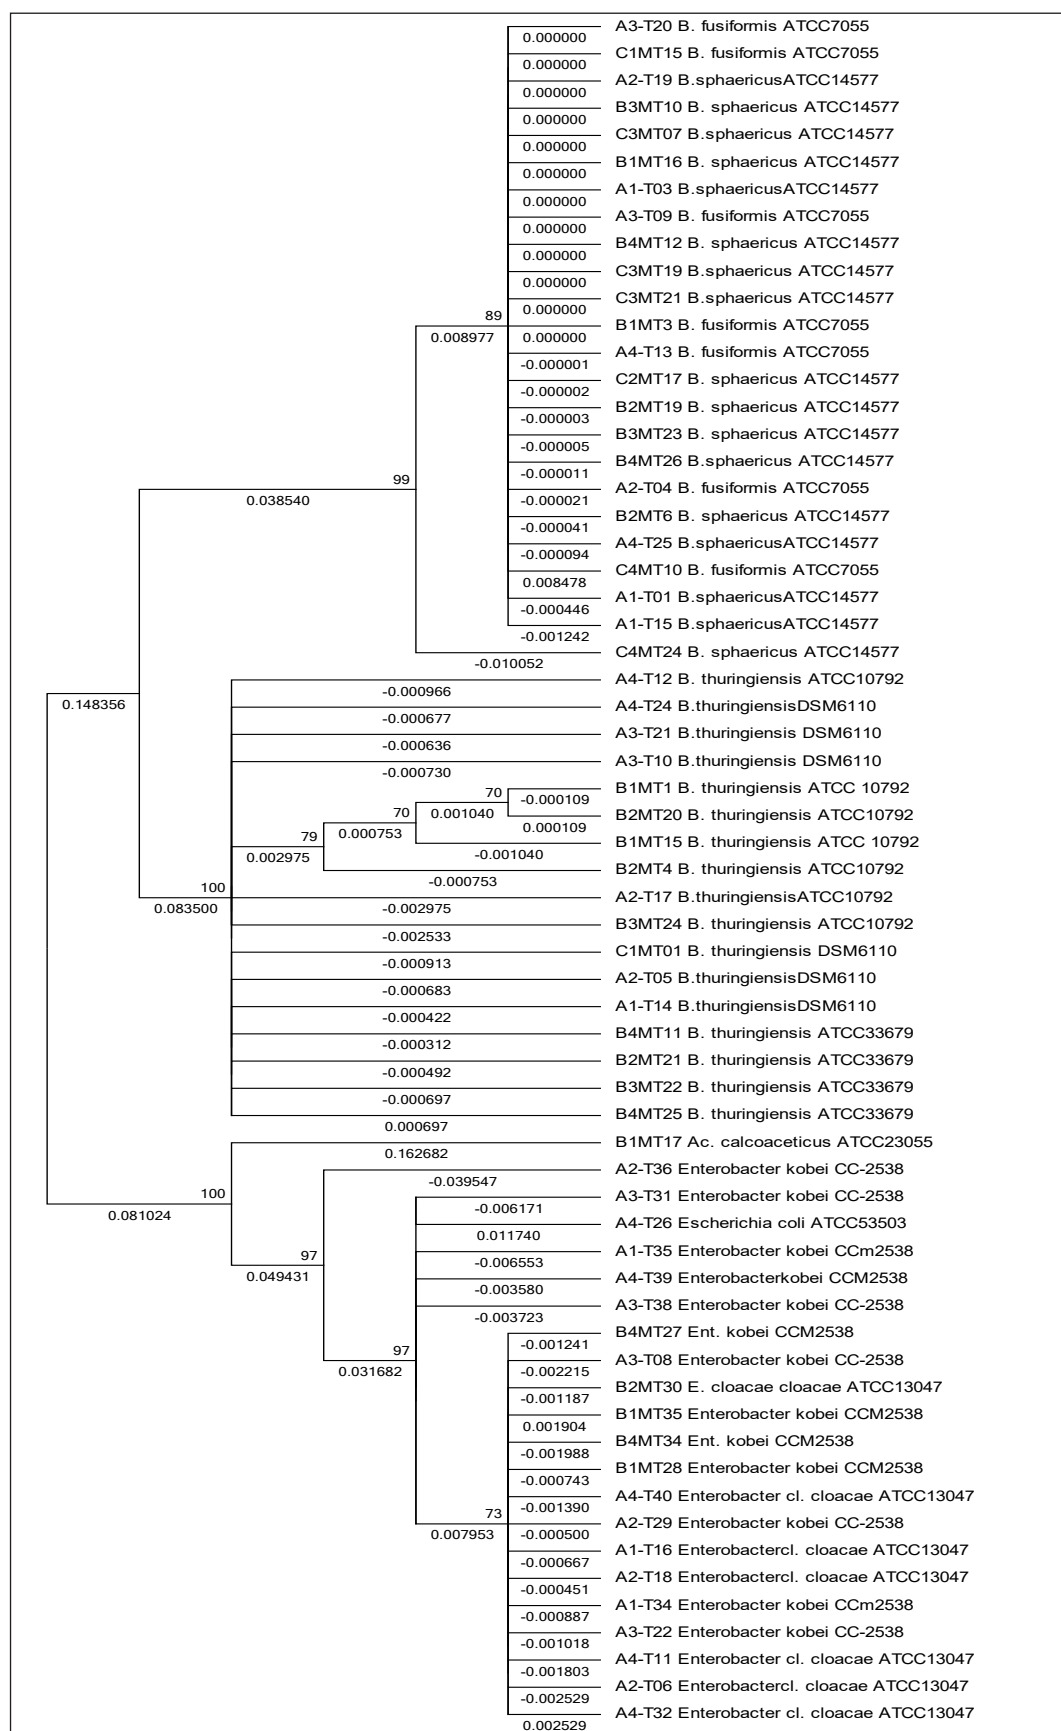 A3-T20 B. fusiformis ATCC7055
0.000000
C1MT15 B. fusiformis ATCC7055
0.000000
A2-T19 B.sphaericusATCC14577
0.000000
B3MT10 B. sphaericus ATCC14577
0.000000
C3MT07 B.sphaericus ATCC14577
0.000000
B1MT16 B. sphaericus ATCC14577
0.000000
A1-T03 B.sphaericusATCC14577
0.000000
A3-T09 B. fusiformis ATCC7055
0.000000
B4MT12 B. sphaericus ATCC14577
0.000000
C3MT19 B.sphaericus ATCC14577
0.000000
C3MT21 B.sphaericus ATCC14577
0.000000
89
B1MT3 B. fusiformis ATCC7055
0.008977
0.000000
A4-T13 B. fusiformis ATCC7055
-0.000001
C2MT17 B. sphaericus ATCC14577
-0.000002
B2MT19 B. sphaericus ATCC14577
-0.000003
B3MT23 B. sphaericus ATCC14577
-0.000005
B4MT26 B.sphaericus ATCC14577
-0.000011
99
A2-T04 B. fusiformis ATCC7055
0.038540
-0.000021
B2MT6 B. sphaericus ATCC14577
-0.000041
A4-T25 B.sphaericusATCC14577
-0.000094
C4MT10 B. fusiformis ATCC7055
0.008478
A1-T01 B.sphaericusATCC14577
-0.000446
A1-T15 B.sphaericusATCC14577
-0.001242
C4MT24 B. sphaericus ATCC14577
-0.010052
A4-T12 B. thuringiensis ATCC10792
0.148356
-0.000966
A4-T24 B.thuringiensisDSM6110
-0.000677
A3-T21 B.thuringiensis DSM6110
-0.000636
A3-T10 B.thuringiensis DSM6110
-0.000730
70
B1MT1 B. thuringiensis ATCC 10792
-0.000109
70
0.001040
B2MT20 B. thuringiensis ATCC10792
0.000109
79
0.000753
B1MT15 B. thuringiensis ATCC 10792
0.002975
-0.001040
B2MT4 B. thuringiensis ATCC10792
-0.000753
100
A2-T17 B.thuringiensisATCC10792
0.083500
-0.002975
B3MT24 B. thuringiensis ATCC10792
-0.002533
C1MT01 B. thuringiensis DSM6110
-0.000913
A2-T05 B.thuringiensisDSM6110
-0.000683
A1-T14 B.thuringiensisDSM6110
-0.000422
B4MT11 B. thuringiensis ATCC33679
-0.000312
B2MT21 B. thuringiensis ATCC33679
-0.000492
B3MT22 B. thuringiensis ATCC33679
-0.000697
B4MT25 B. thuringiensis ATCC33679
0.000697
B1MT17 Ac. calcoaceticus ATCC23055
0.162682
A2-T36 Enterobacter kobei CC-2538
-0.039547
100
A3-T31 Enterobacter kobei CC-2538
0.081024
-0.006171
A4-T26 Escherichia coli ATCC53503
0.011740
97
A1-T35 Enterobacter kobei CCm2538
0.049431
-0.006553
A4-T39 Enterobacterkobei CCM2538
-0.003580
A3-T38 Enterobacter kobei CC-2538
-0.003723
B4MT27 Ent. kobei CCM2538
97
-0.001241
A3-T08 Enterobacter kobei CC-2538
0.031682
-0.002215
B2MT30 E. cloacae cloacae ATCC13047
-0.001187
B1MT35 Enterobacter kobei CCM2538
0.001904
B4MT34 Ent. kobei CCM2538
-0.001988
B1MT28 Enterobacter kobei CCM2538
-0.000743
A4-T40 Enterobacter cl. cloacae ATCC13047
-0.001390
73
A2-T29 Enterobacter kobei CC-2538
0.007953
-0.000500
A1-T16 Enterobactercl. cloacae ATCC13047
-0.000667
A2-T18 Enterobactercl. cloacae ATCC13047
-0.000451
A1-T34 Enterobacter kobei CCm2538
-0.000887
A3-T22 Enterobacter kobei CC-2538
-0.001018
A4-T11 Enterobacter cl. cloacae ATCC13047
-0.001803
A2-T06 Enterobactercl. cloacae ATCC13047
-0.002529
A4-T32 Enterobacter cl. cloacae ATCC13047
0.002529